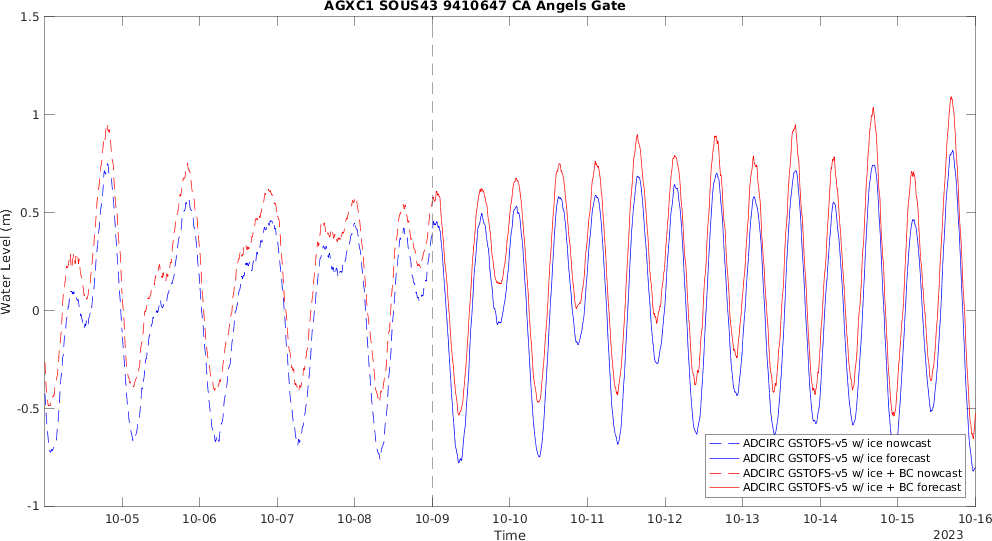 AGXC1 SOUS43 9410647 CA Angels Gate
1.5
1
0.5
0
-0.5
-1
Water Level (m)
10-05 10-06 10-07 10-08 10-09 10-10 10-11 10-12 10-13 10-14 10-15 10-16
Time
2023
ADCIRC GSTOFS-v5 w/ ice nowcast
ADCIRC GSTOFS-v5 w/ ice forecast
ADCIRC GSTOFS-v5 w/ ice + BC nowcast
ADCIRC GSTOFS-v5 w/ ice + BC forecast